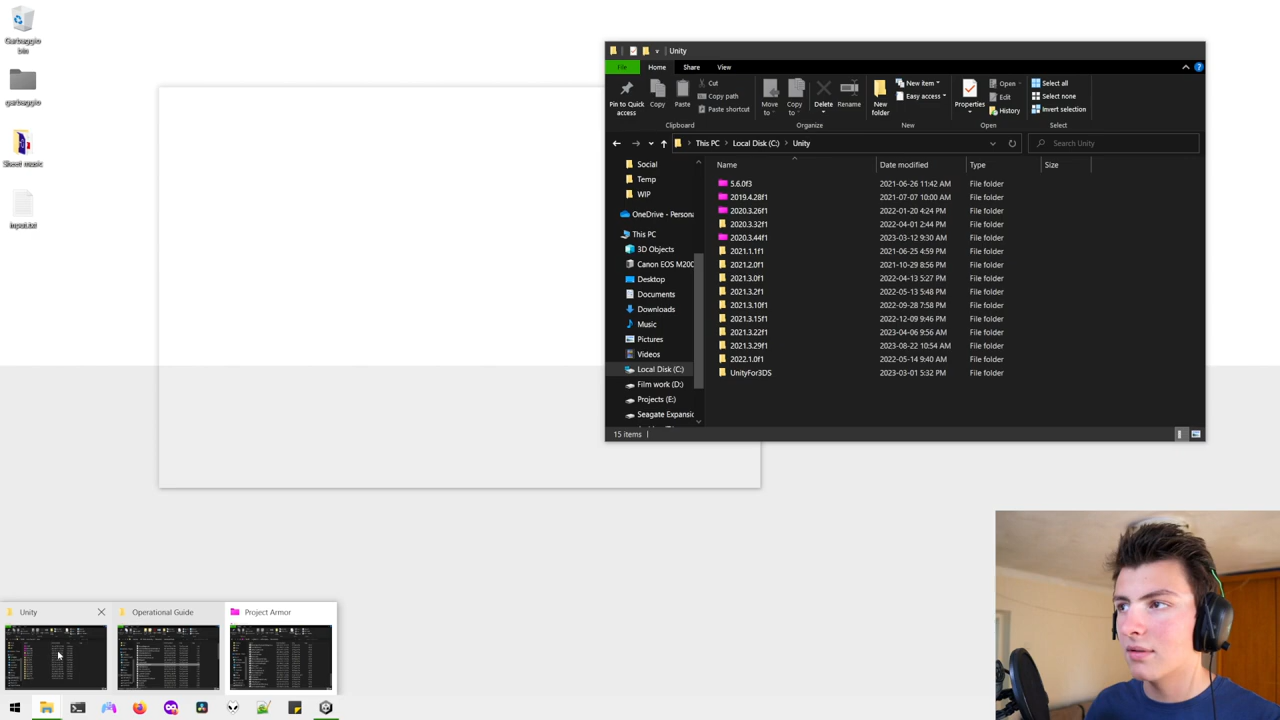 Garbaggio
bin
garbaggio
Sheet music
Input.txt
Unity
File Home Share View
Pin to Quick
access
Copy
Paste
Cut
Copy path
Paste shortcut
Move
to
Copy
to
Delete
Rename
New
folder
New item
Easy access
Properties
Open
Edit
History
Select all
Select none
Invert selection
Clipboard Organize New Open Select
This PC Local Disk (C:) Unity
Search Unity
Social
Temp
WIP
OneDrive - Persona
This PC
3D Objects
Canon EOS M200
Desktop
Documents
Downloads
Music
Pictures
Videos
Local Disk (C:)
Film work (D:)
Projects (E:)
Seagate Expansio
Name Date modified Type Size
5.6.0f3 2021-06-26 11:42 AM File folder
2019.4.28f1 2021-07-07 10:00 AM File folder
2020.3.26f1 2022-01-20 4:24 PM File folder
2020.3.32f1 2022-04-01 2:44 PM File folder
2020.3.44f1 2023-03-12 9:30 AM File folder
2021.1.1f1 2021-06-25 4:59 PM File folder
2021.2.0f1 2021-10-29 8:56 PM File folder
2021.3.0f1 2022-04-13 5:27 PM File folder
2021.3.2f1 2022-05-13 5:48 PM File folder
2021.3.10f1 2022-09-28 7:58 PM File folder
2021.3.15f1 2022-12-09 9:46 PM File folder
2021.3.22f1 2023-04-06 9:56 AM File folder
2021.3.29f1 2023-08-22 10:54 AM File folder
2022.1.0f1 2022-05-14 9:40 AM File folder
UnityFor3DS 2023-03-01 5:32 PM File folder
15 items
Unity
Operational Guide
Project Armor